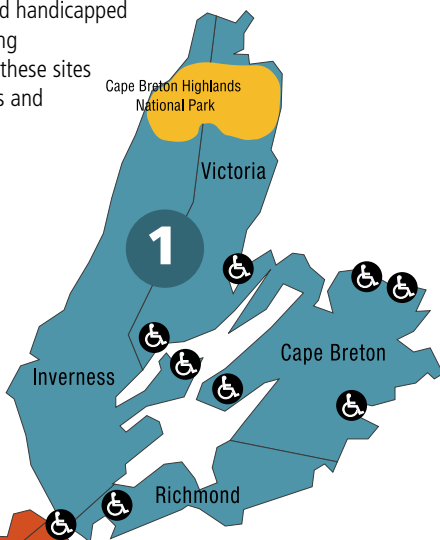 d handicapped
ng
these sites
s and
Cape Breton Highlands
National Park
Victoria
1
Cape Breton
Inverness
Richmond